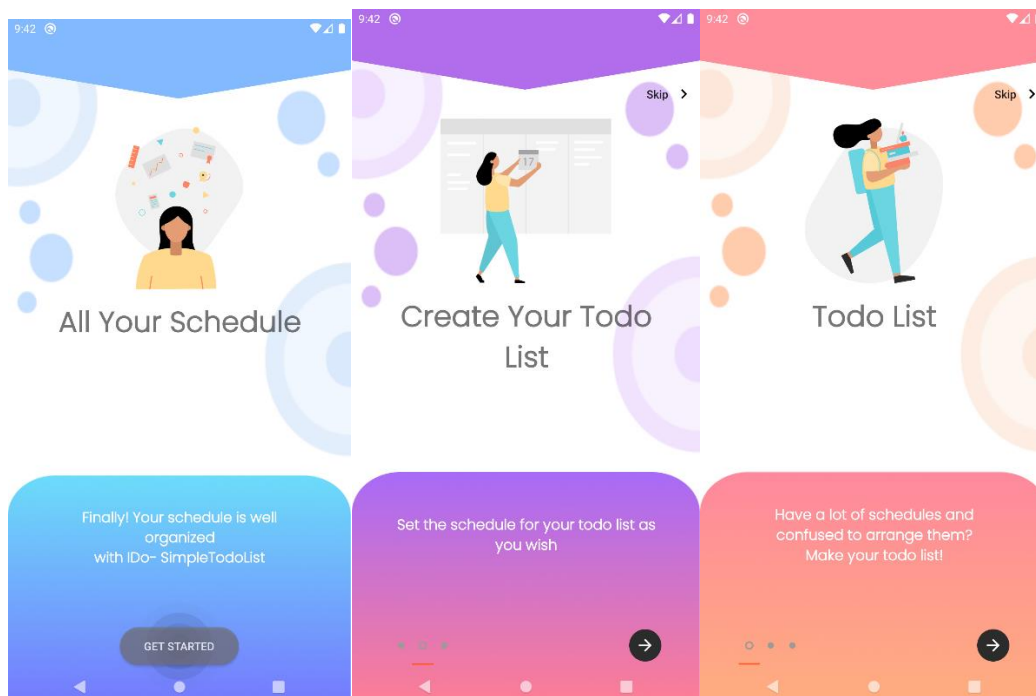 9:42
All Your Schedule
Finally! Your schedule is well
organized
with IDo- SimpleTodoList
GET STARTED
9:42
Skip
17
Create Your Todo
List
Set the schedule for your todo list as
you wish
9:42
Skip
Todo List
Have a lot of schedules and
confused to arrange them?
Make your todo list!